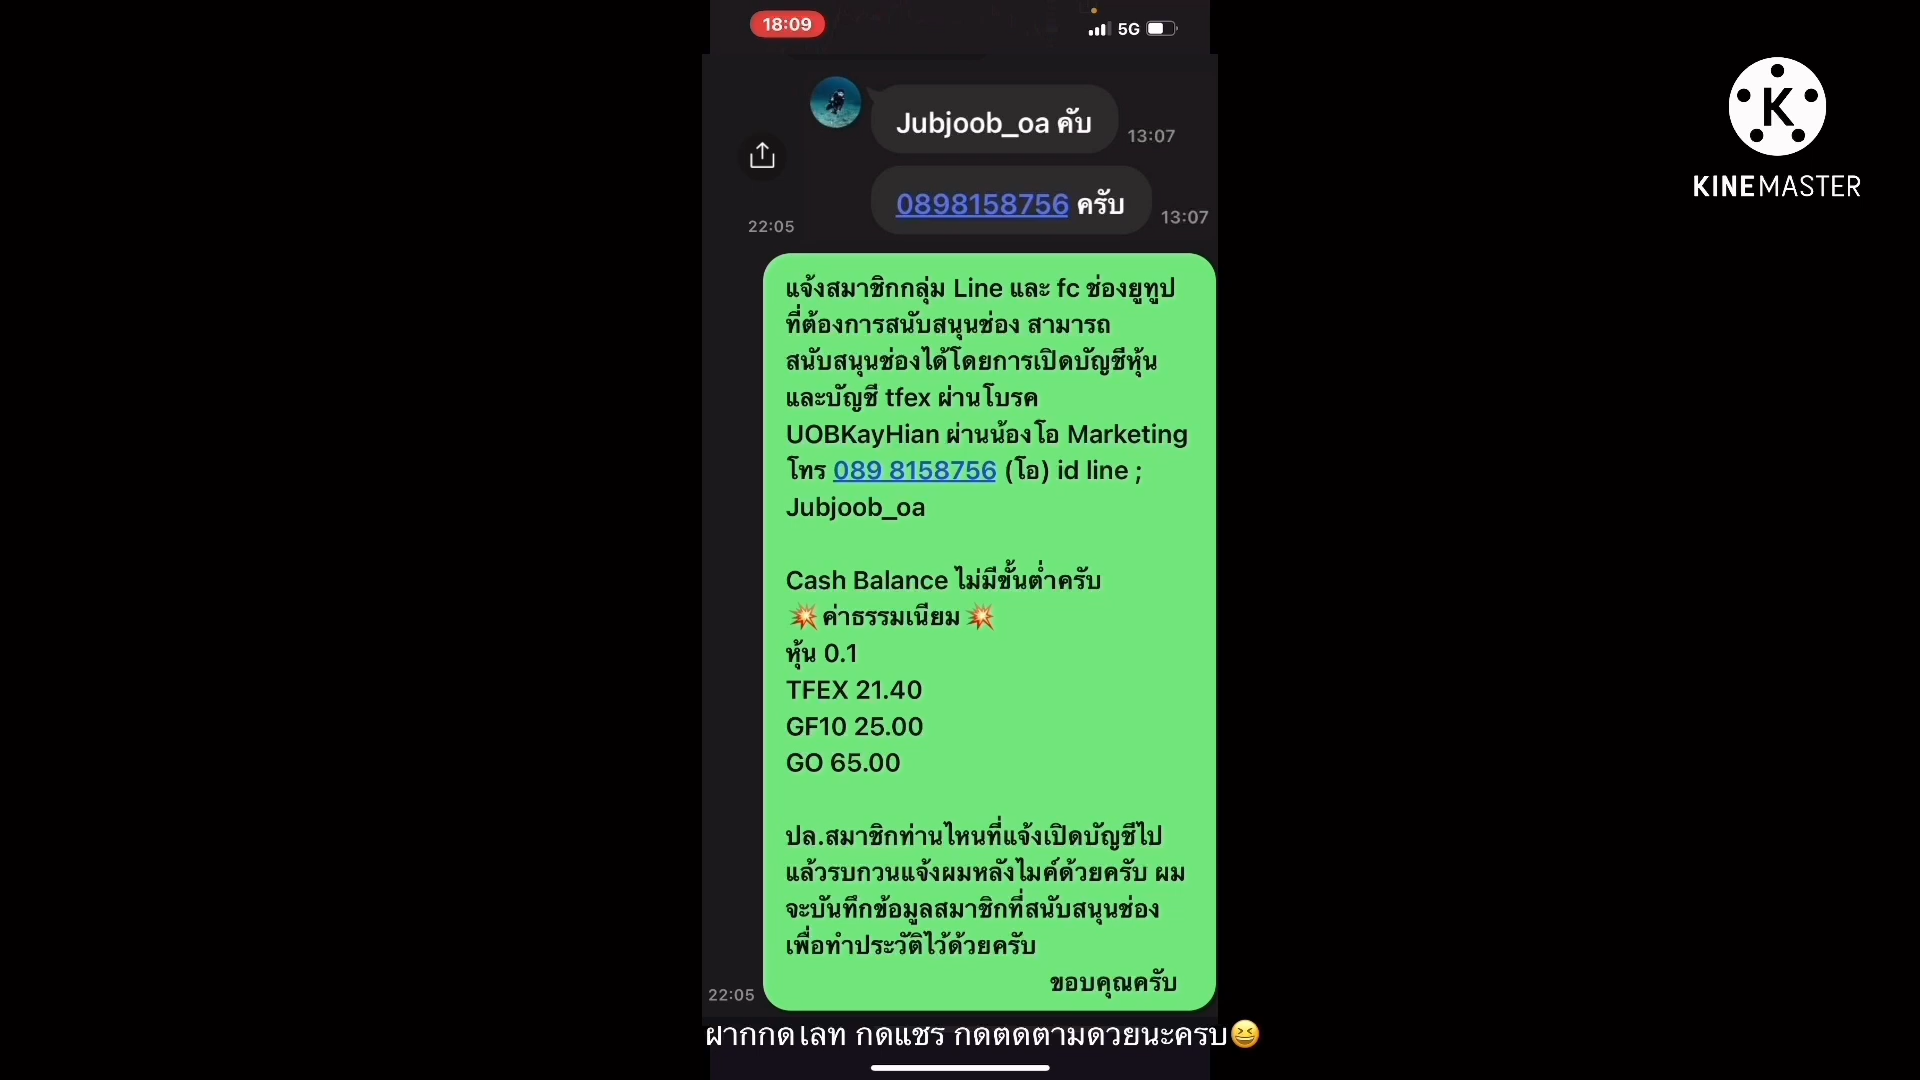 18:09
5G
Jubjoob_oa คับ
13:07
0898158756 ครับ
13:07
22:05
แจ้งสมาชิกกลุ่ม Line และ fc ช่องยูทูป
ที่ต้องการสนับสนุนช่อง สามารถ
สนับสนุนช่องได้โดยการเปิดบัญชีหุ้น
และบัญชี tfex ผ่านโบรค
UOBKayHian ผ่านน้องโอ Marketing
โทร 089 8158756 (โอ) id line ;
Jubjoob_oa
Cash Balance ไม่มีขั้นต่ำครับ
💥ค่าธรรมเนียม💥
หุ้น 0.1
TFEX 21.40
GF10 25.00
GO 65.00
ปล.สมาชิกท่านไหนที่แจ้งเปิดบัญชีไป
แล้วรบกวนแจ้งผมหลังไมค์ด้วยครับ ผม
จะบันทึกข้อมูลสมาชิกที่สนับสนุนช่อง
เพื่อทำประวัติไว้ด้วยครับ
ขอบคุณครับ
22:05
ฝากกดไลท์ กดแชร์ กดติดตามด้วยนะครับ😆
K
KINEMASTER